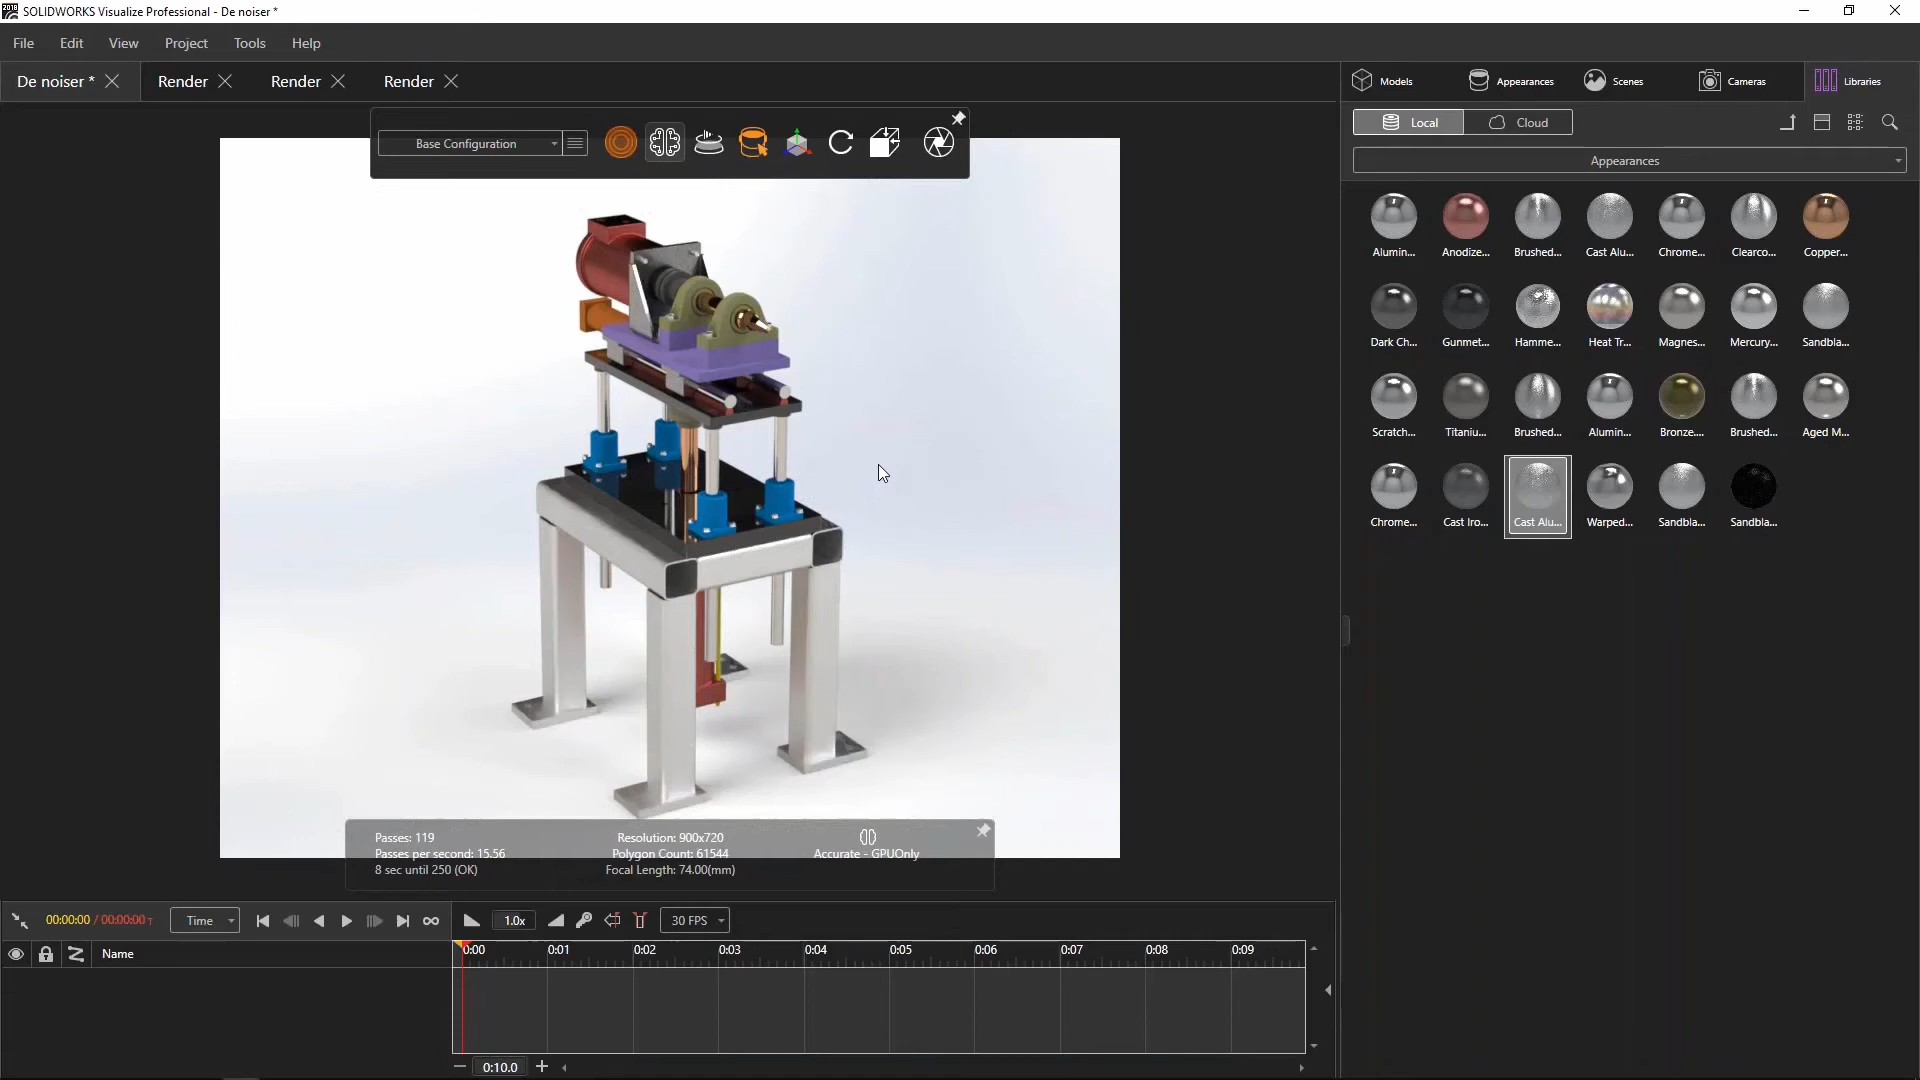 SOLIDWORKS Visualize Professional - De noiser *
File Edit View Project Tools Help
De noiser * Render Render Render
Models Appearances Scenes Cameras Libraries
Base Configuration
Local Cloud
Appearances
Alumin... Anodize... Brushed... Cast Alu... Chrome... Clearco... Copper...
Dark Ch... Gunmet... Hamme... Heat Tr... Magnes... Mercury... Sandbla...
Scratch... Titaniu... Brushed... Alumin... Bronze.... Brushed... Aged M...
Chrome... Cast Iro... Cast Alu... Warped... Sandbla... Sandbla...
Passes: 119 Resolution: 900x720
Passes per second: 15.56 Polygon Count: 61544 Accurate - GPUOnly
8 sec until 250 (OK) Focal Length: 74.00(mm)
00:00:00 / 00:00:00 T Time 1.0x 30 FPS
Name 0:00 0:01 0:02 0:03 0:04 0:05 0:06 0:07 0:08 0:09
0:10.0